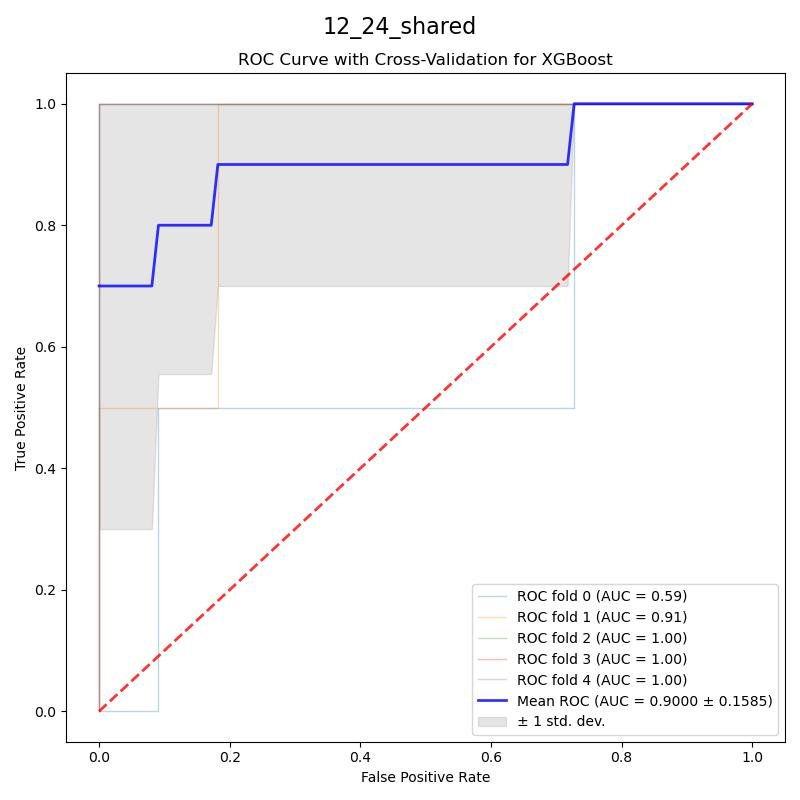 12_24_shared
ROC Curve with Cross-Validation for XGBoost
1.0
0.8
0.6
0.4
0.2
0.0
True Positive Rate
ROC fold 0 (AUC = 0.59)
ROC fold 1 (AUC = 0.91)
ROC fold 2 (AUC = 1.00)
ROC fold 3 (AUC = 1.00)
ROC fold 4 (AUC = 1.00)
Mean ROC (AUC = 0.9000 ± 0.1585)
± 1 std. dev.
0.0 0.2 0.4 0.6 0.8 1.0
False Positive Rate